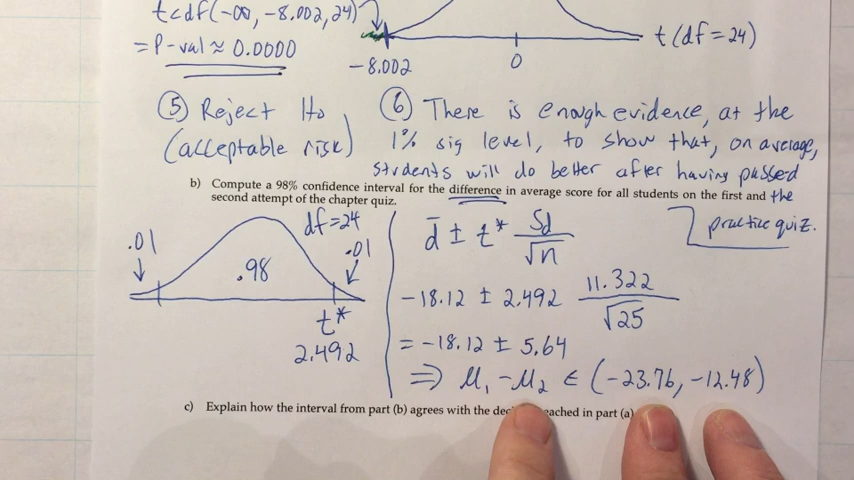 tcdf(-∞, -8.002, 24)
= P-val ≈ 0.0000
-8.002
0
t (df = 24)
⑤ Reject Ho
(acceptable risk)
⑥ There is enough evidence, at the
1% sig level, to show that, on average,
students will do better after having passed
the
practice quiz.
b) Compute a 98% confidence interval for the difference in average score for all students on the first and
second attempt of the chapter quiz.
df=24
.01
.01
.98
t*
2.492
d̄ ± t* Sd/√n
-18.12 ± 2.492 11.322/√25
= -18.12 ± 5.64
⇒ μ₁ - μ₂ ∈ (-23.76, -12.48)
c) Explain how the interval from part (b) agrees with the reached in part (a)